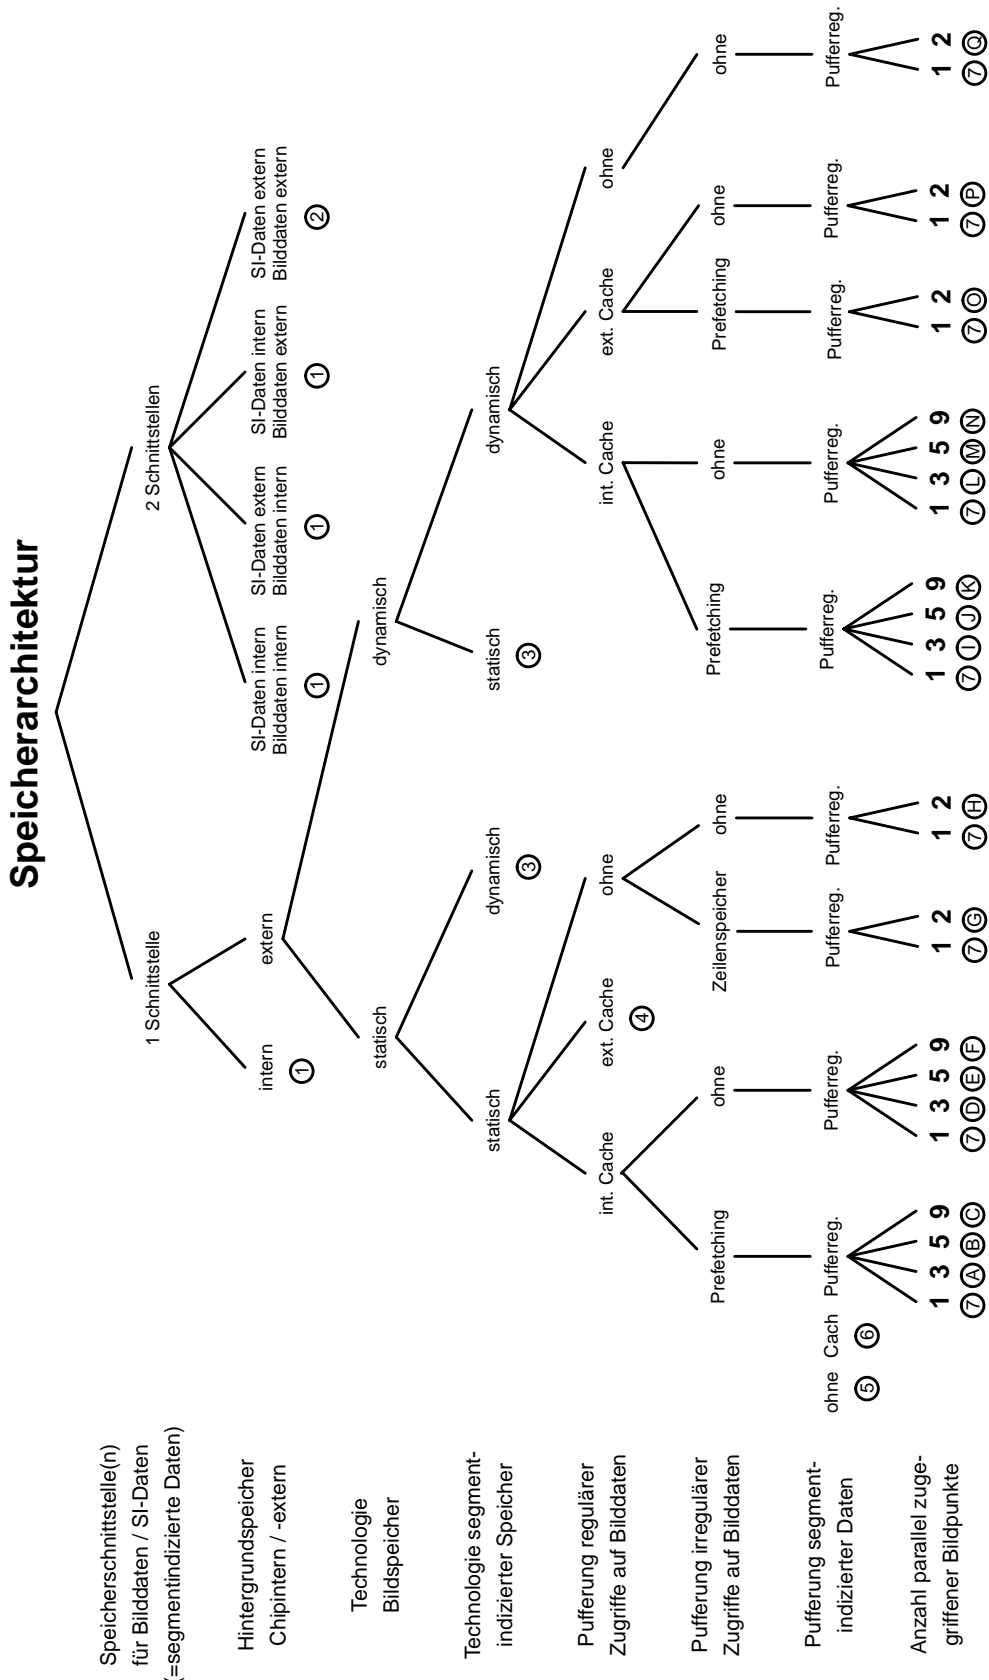 Speicherarchitektur
Speicherschnittstelle(n)
für Bilddaten / SI-Daten
(=segmentindizierte Daten)
1 Schnittstelle
2 Schnittstellen
Hintergrundspeicher
Chipintern / -extern
intern
1
extern
SI-Daten intern
Bilddaten intern
1
SI-Daten extern
Bilddaten intern
1
SI-Daten intern
Bilddaten extern
1
SI-Daten extern
Bilddaten extern
2
Technologie
Bildspeicher
statisch
dynamisch
Technologie segment-
indizierter Speicher
statisch
dynamisch
3
statisch
3
dynamisch
Pufferung regulärer
Zugriffe auf Bilddaten
int. Cache
ext. Cache
4
ohne
int. Cache
ext. Cache
ohne
Pufferung irregulärer
Zugriffe auf Bilddaten
Prefetching
ohne
Zeilenspeicher
ohne
Prefetching
ohne
Prefetching
ohne
ohne
Pufferung segment-
indizierter Daten
ohne
5
Cach
6
Pufferreg.
Pufferreg.
Pufferreg.
Pufferreg.
Pufferreg.
Pufferreg.
Pufferreg.
Pufferreg.
Pufferreg.
Anzahl parallel zuge-
griffener Bildpunkte
1 3 5 9
7 A B C
1 3 5 9
7 D E F
1 2
7 G
1 2
7 H
1 3 5 9
7 I J K
1 3 5 9
7 L M N
1 2
7 O
1 2
7 P
1 2
7 Q